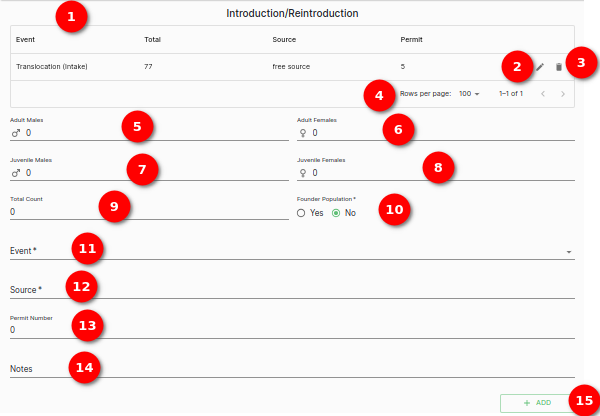 Introduction/Reintroduction
1
Event Total Source Permit
Translocation (Intake) 77 free source 5 2 3
4 Rows per page: 100 1–1 of 1
Adult Males 5 Adult Females 6
0 0
Juvenile Males 7 Juvenile Females 8
0 0
Total Count 9 Founder Population * 10
0 Yes No
Event * 11
Source * 12
Permit Number 13
0
Notes 14
+ ADD 15